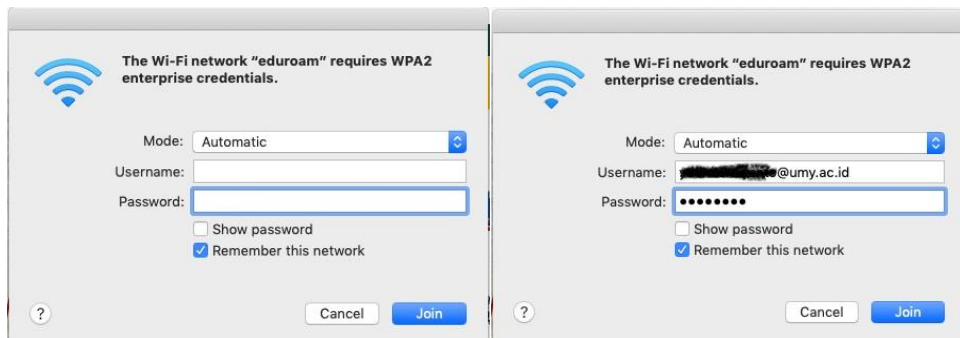 The Wi-Fi network “eduroam” requires WPA2
enterprise credentials.
Mode: Automatic
Username:
Password:
Show password
Remember this network
? Cancel Join
The Wi-Fi network “eduroam” requires WPA2
enterprise credentials.
Mode: Automatic
Username: @umy.ac.id
Password: ••••••••
Show password
Remember this network
? Cancel Join